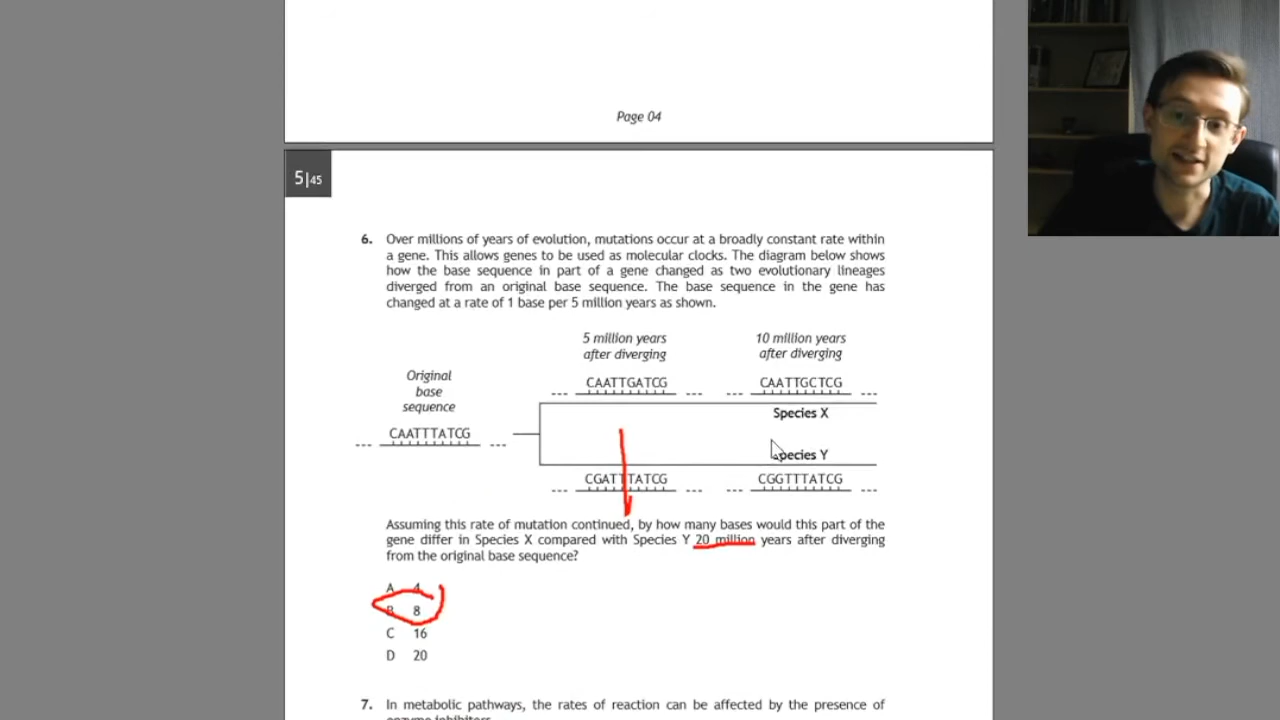 Page 04
5|45
6. Over millions of years of evolution, mutations occur at a broadly constant rate within
a gene. This allows genes to be used as molecular clocks. The diagram below shows
how the base sequence in part of a gene changed as two evolutionary lineages
diverged from an original base sequence. The base sequence in the gene has
changed at a rate of 1 base per 5 million years as shown.
5 million years
after diverging
10 million years
after diverging
Original
base
sequence
CAATTGATCG
CAATTGCTCG
Species X
CAATTTATCG
Species Y
CGATTTATCG
CGGTTTATCG
Assuming this rate of mutation continued, by how many bases would this part of the
gene differ in Species X compared with Species Y 20 million years after diverging
from the original base sequence?
A 4
B 8
C 16
D 20
7. In metabolic pathways, the rates of reaction can be affected by the presence of
enzyme inhibitors.